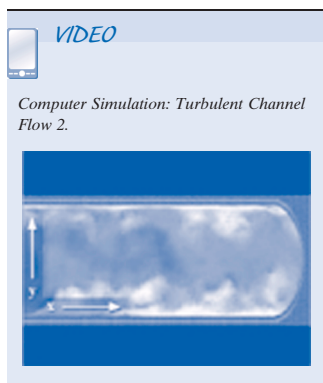 VIDEO
Computer Simulation: Turbulent Channel
Flow 2.
y
x